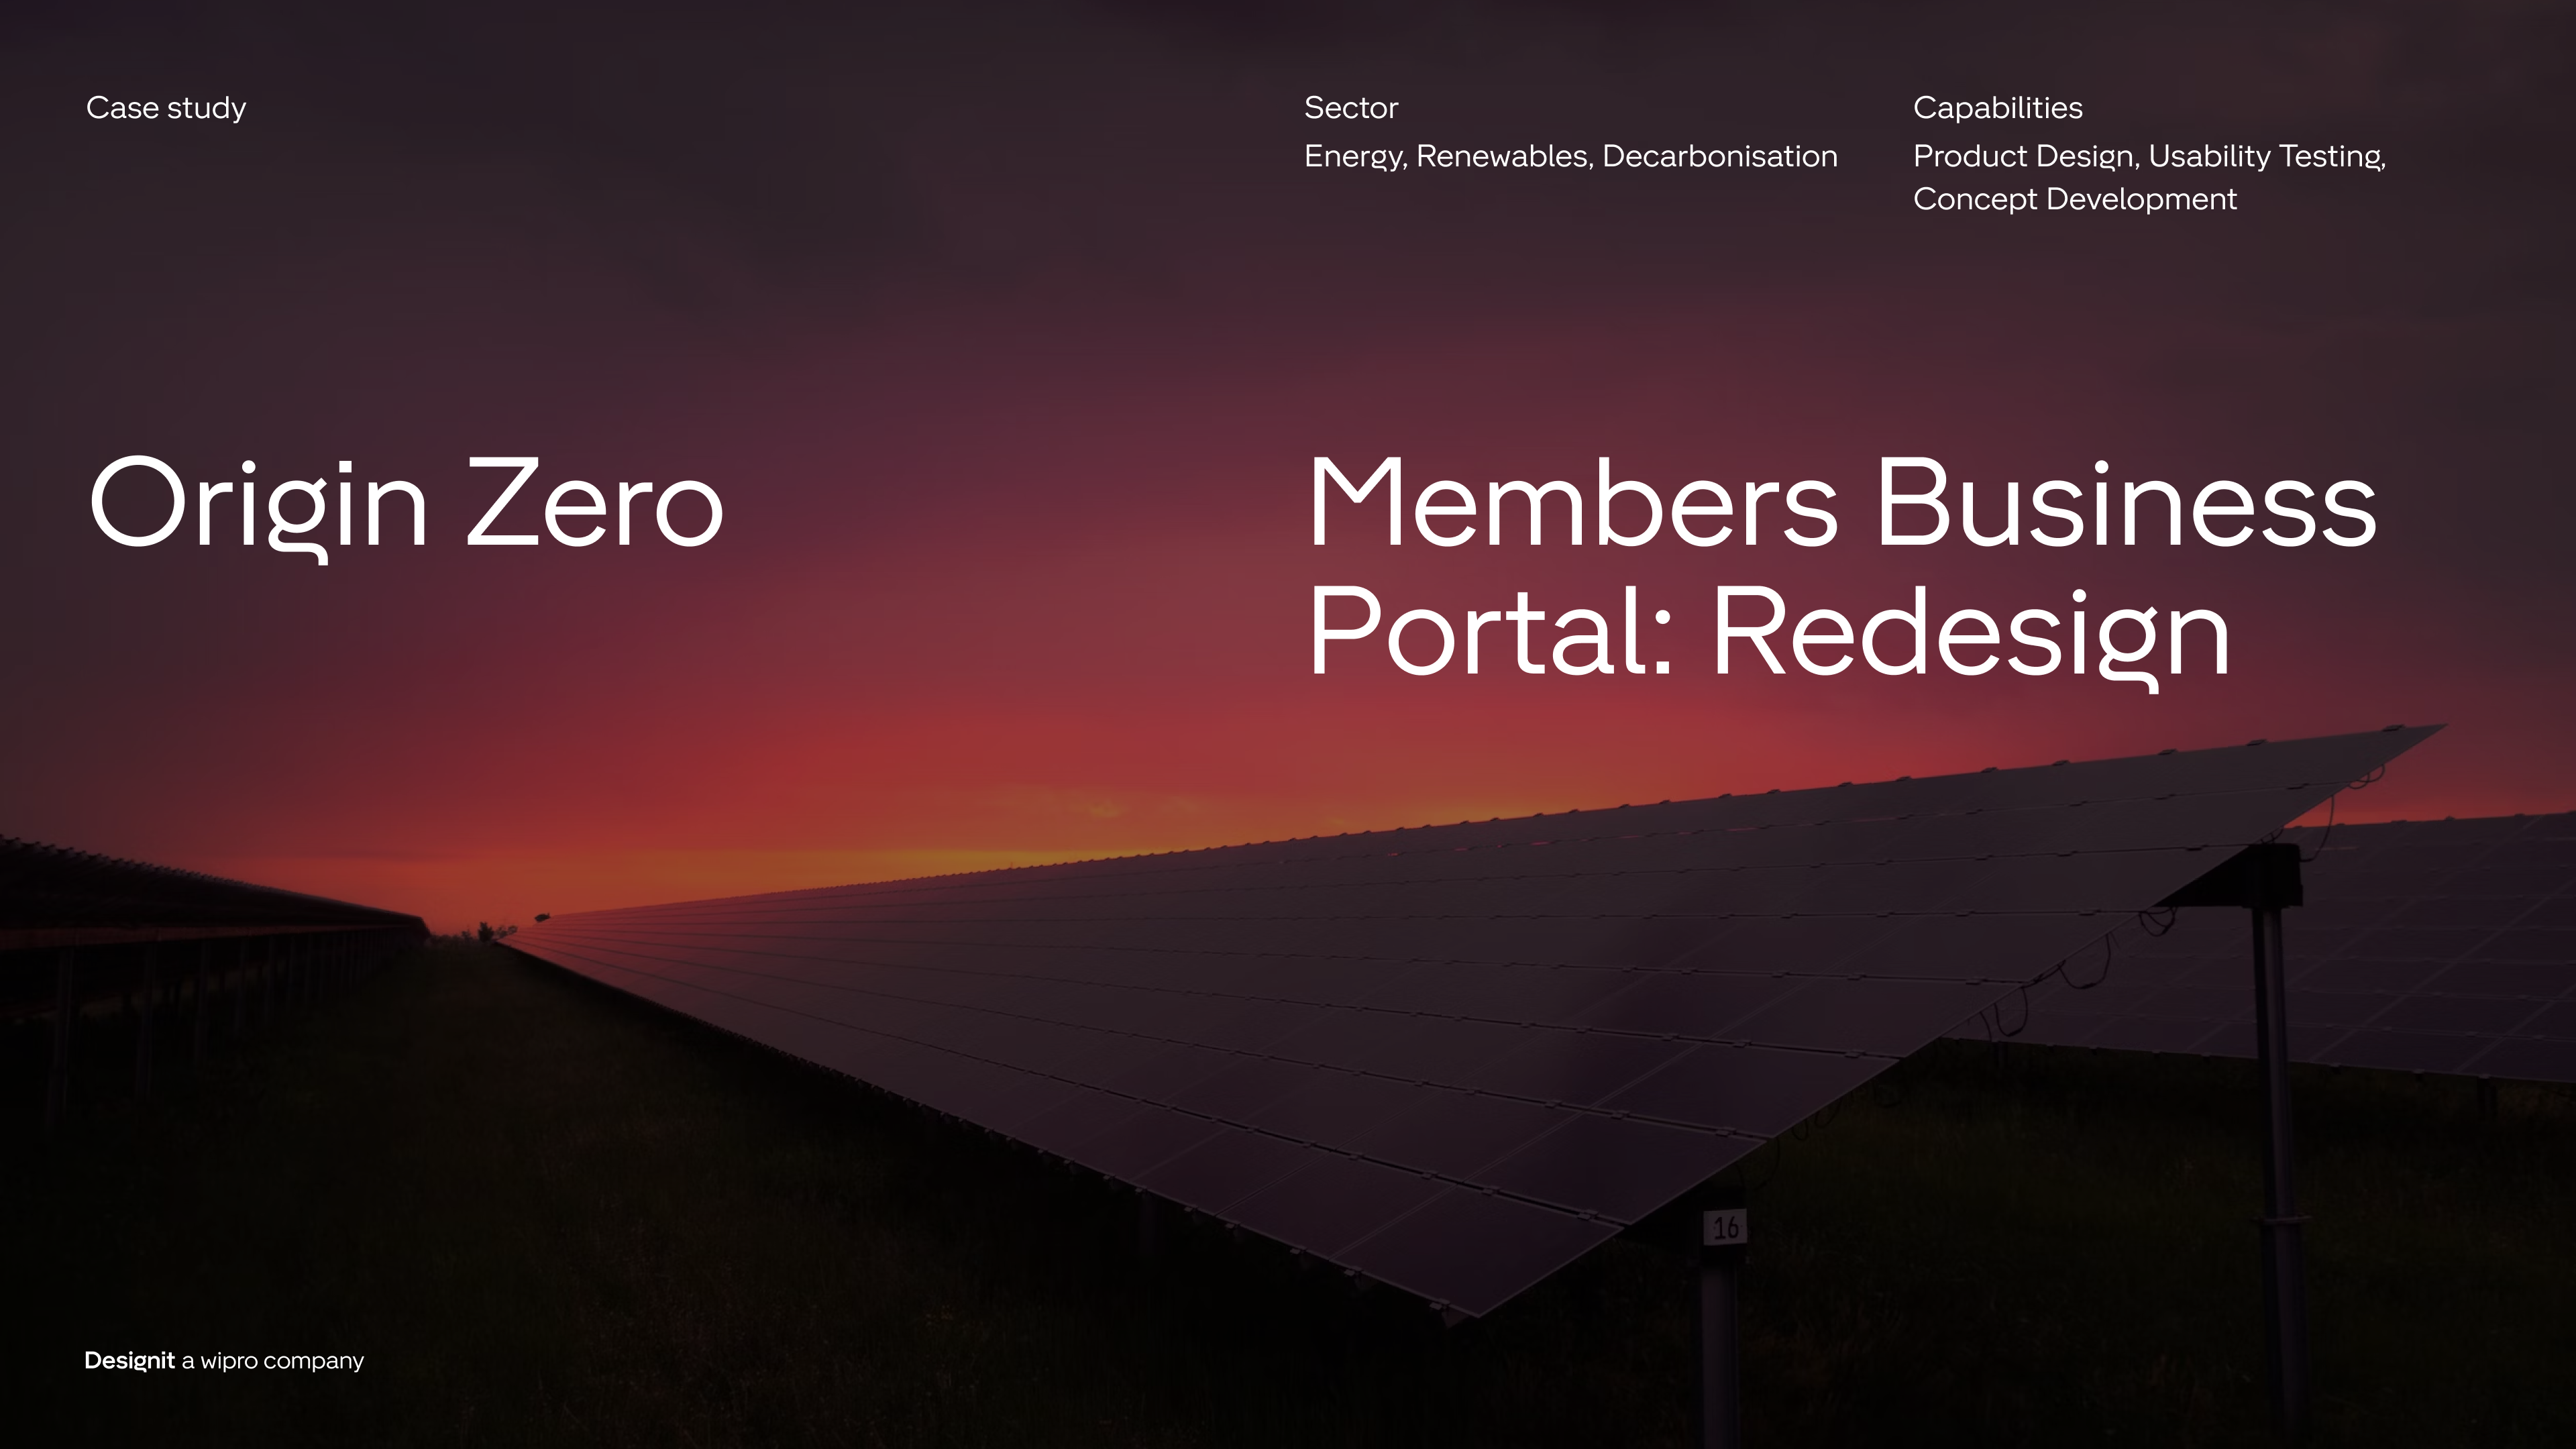 Case study
Sector
Energy, Renewables, Decarbonisation
Capabilities
Product Design, Usability Testing,
Concept Development
Origin Zero
Members Business
Portal: Redesign
16
Designit a wipro company